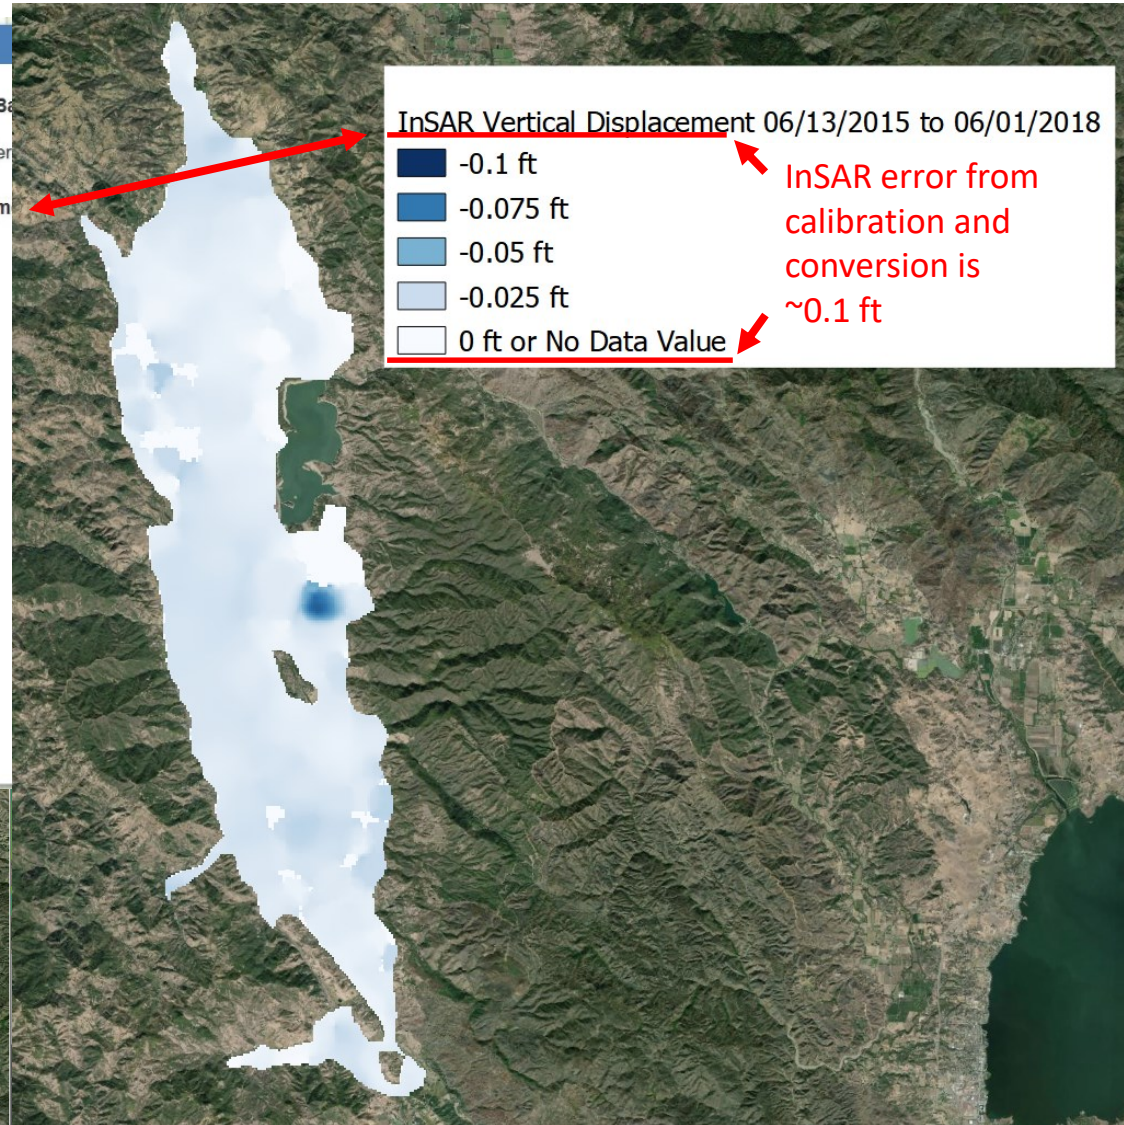 InSAR Vertical Displacement 06/13/2015 to 06/01/2018
-0.1 ft
-0.075 ft
-0.05 ft
-0.025 ft
0 ft or No Data Value
InSAR error from
calibration and
conversion is
~0.1 ft